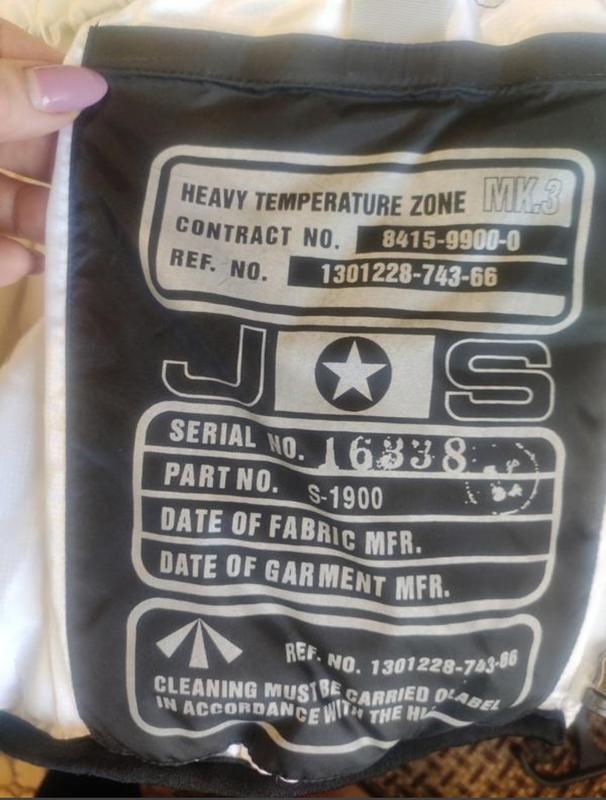 HEAVY TEMPERATURE ZONE MK.3
CONTRACT NO. 8415-9900-0
REF. NO. 1301228-743-66
J S
SERIAL NO. 16838
PART NO. S-1900
DATE OF FABRIC MFR.
DATE OF GARMENT MFR.
REF. NO. 1301228-743-66
CLEANING MUST BE CARRIED
IN ACCORDANCE WITH THE